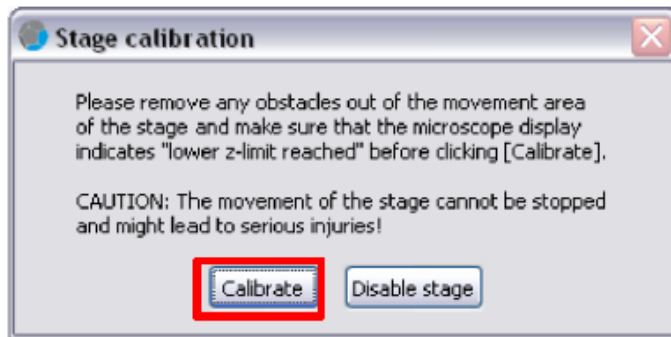 Stage calibration
Please remove any obstacles out of the movement area
of the stage and make sure that the microscope display
indicates "lower z-limit reached" before clicking [Calibrate].
CAUTION: The movement of the stage cannot be stopped
and might lead to serious injuries!
Calibrate
Disable stage